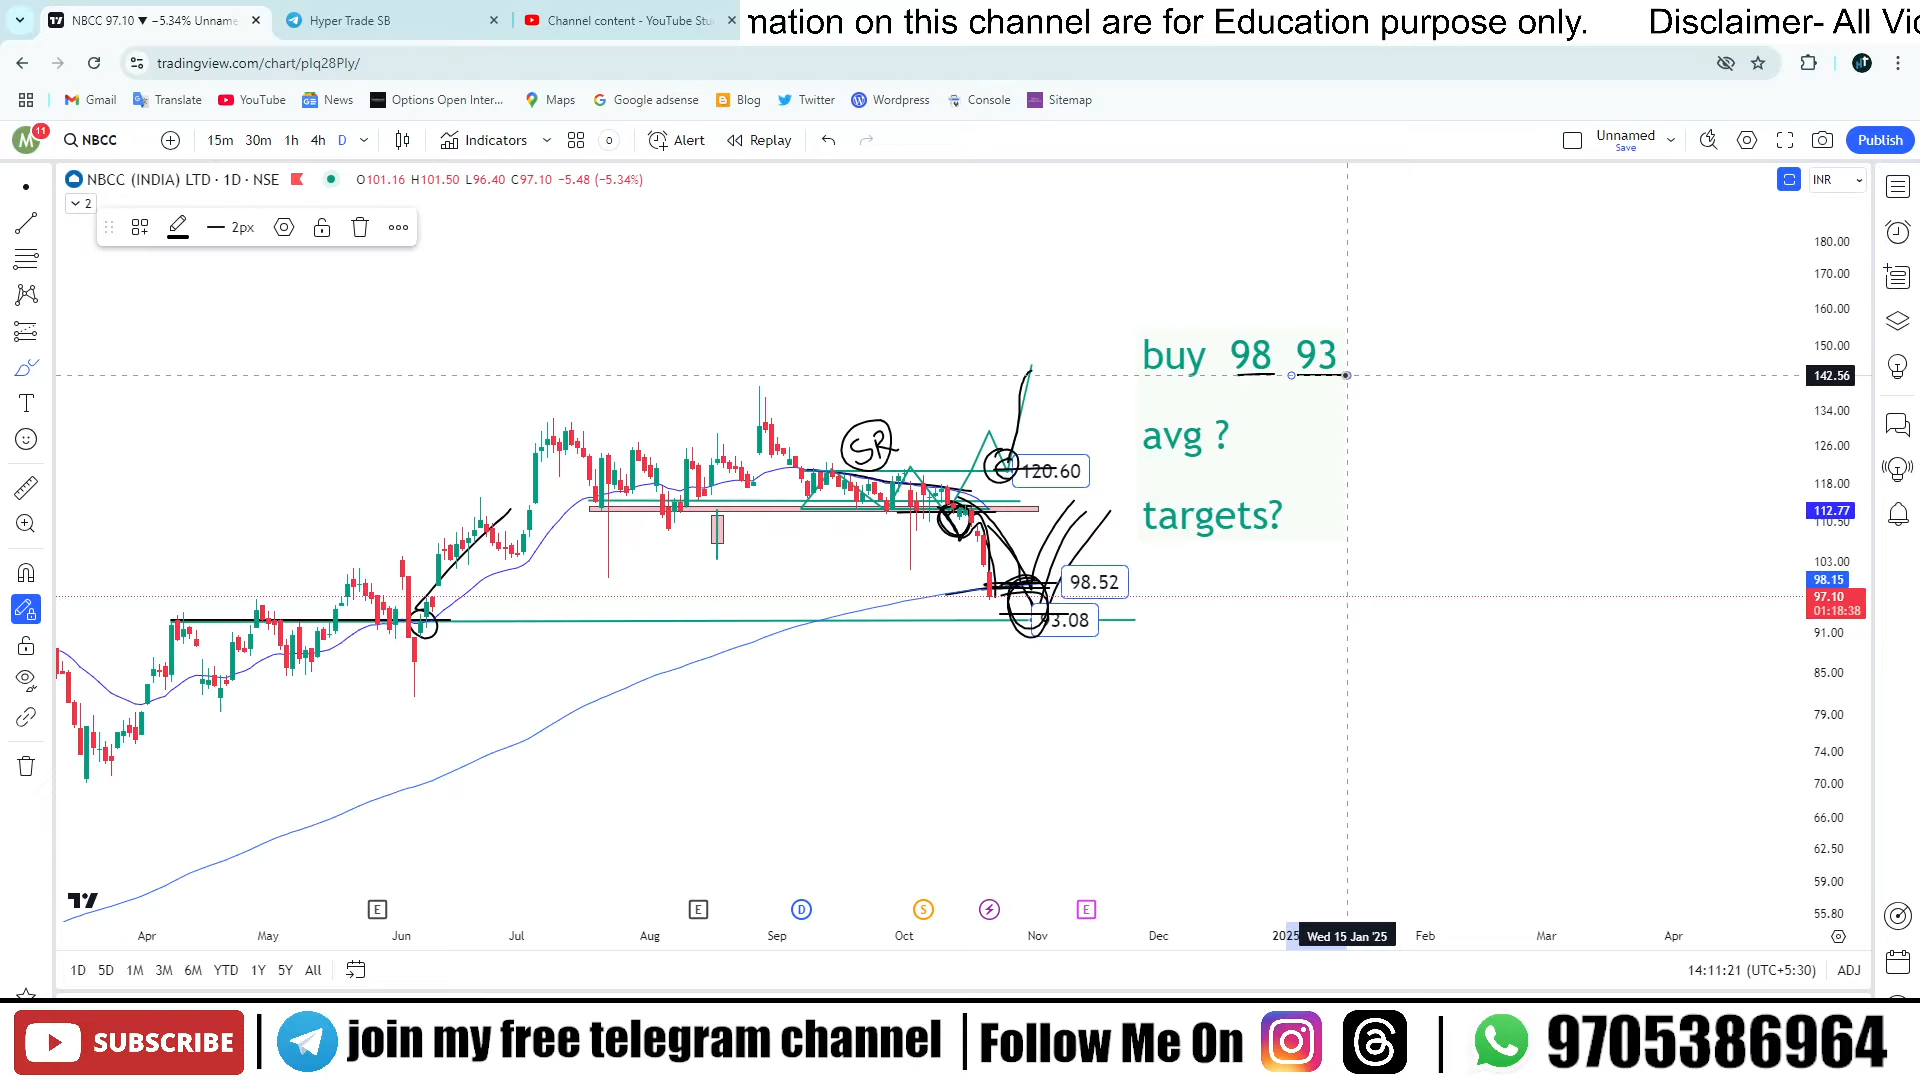 NBCC 97.10 ▼ −5.34% Unname
Hyper Trade SB
Channel content - YouTube Stu
mation on this channel are for Education purpose only. Disclaimer- All Vi
tradingview.com/chart/pIq28Ply/
Gmail Translate YouTube News Options Open Inter... Maps Google adsense Blog Twitter Wordpress Console Sitemap
M 11 NBCC 15m 30m 1h 4h D Indicators Alert Replay Unnamed Save Publish
NBCC (INDIA) LTD · 1D · NSE O101.16 H101.50 L96.40 C97.10 −5.48 (−5.34%) INR
2
2px
180.00
170.00
160.00
150.00
142.56
134.00
126.00
118.00
112.77
110.50
103.00
98.15
97.10
01:18:38
91.00
85.00
79.00
74.00
70.00
66.00
62.50
59.00
55.80
buy 98 93
avg ?
targets?
SR
120.60
98.52
93.08
E E D S E
Apr May Jun Jul Aug Sep Oct Nov Dec 2025 Wed 15 Jan '25 Feb Mar Apr
1D 5D 1M 3M 6M YTD 1Y 5Y All 14:11:21 (UTC+5:30) ADJ
SUBSCRIBE | join my free telegram channel | Follow Me On | 9705386964